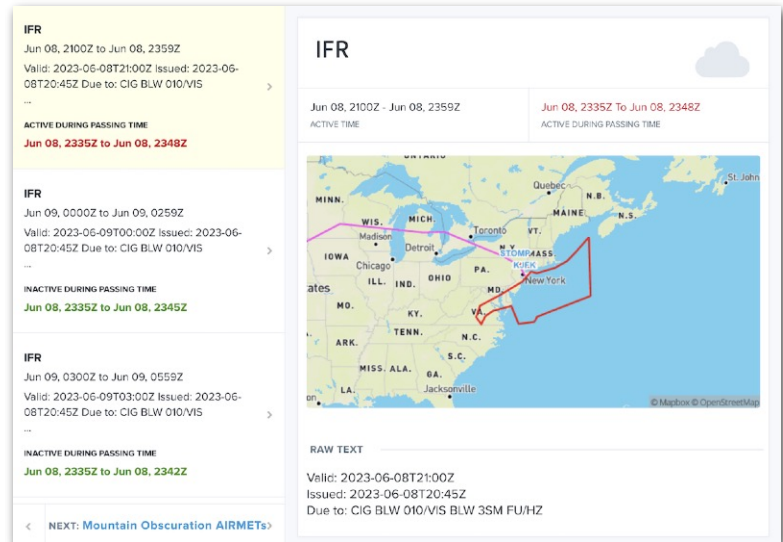 IFR
Jun 08, 2100Z to Jun 08, 2359Z
Valid: 2023-06-08T21:00Z Issued: 2023-06-
08T20:45Z Due to: CIG BLW 010/VIS
...
ACTIVE DURING PASSING TIME
Jun 08, 2335Z to Jun 08, 2348Z
IFR
Jun 09, 0000Z to Jun 09, 0259Z
Valid: 2023-06-09T00:00Z Issued: 2023-06-
08T20:45Z Due to: CIG BLW 010/VIS
...
INACTIVE DURING PASSING TIME
Jun 08, 2335Z to Jun 08, 2345Z
IFR
Jun 09, 0300Z to Jun 09, 0559Z
Valid: 2023-06-09T03:00Z Issued: 2023-06-
08T20:45Z Due to: CIG BLW 010/VIS
...
INACTIVE DURING PASSING TIME
Jun 08, 2335Z to Jun 08, 2342Z
NEXT: Mountain Obscuration AIRMETs
IFR
Jun 08, 2100Z - Jun 08, 2359Z
ACTIVE TIME
Jun 08, 2335Z To Jun 08, 2348Z
ACTIVE DURING PASSING TIME
ONTARIO
St. John
Quebec
MINN.
N.B.
MAINE
N.S.
WIS.
MICH.
Madison
Toronto
VT.
Detroit
IOWA
STOMP
MASS.
Chicago
N.Y.
ates
ILL.
IND.
OHIO
PA.
New York
MO.
MD.
KY.
VA.
TENN.
N.C.
ARK.
S.C.
MISS.
ALA.
GA.
LA.
Jacksonville
on
© Mapbox © OpenStreetMap
RAW TEXT
Valid: 2023-06-08T21:00Z
Issued: 2023-06-08T20:45Z
Due to: CIG BLW 010/VIS BLW 3SM FU/HZ